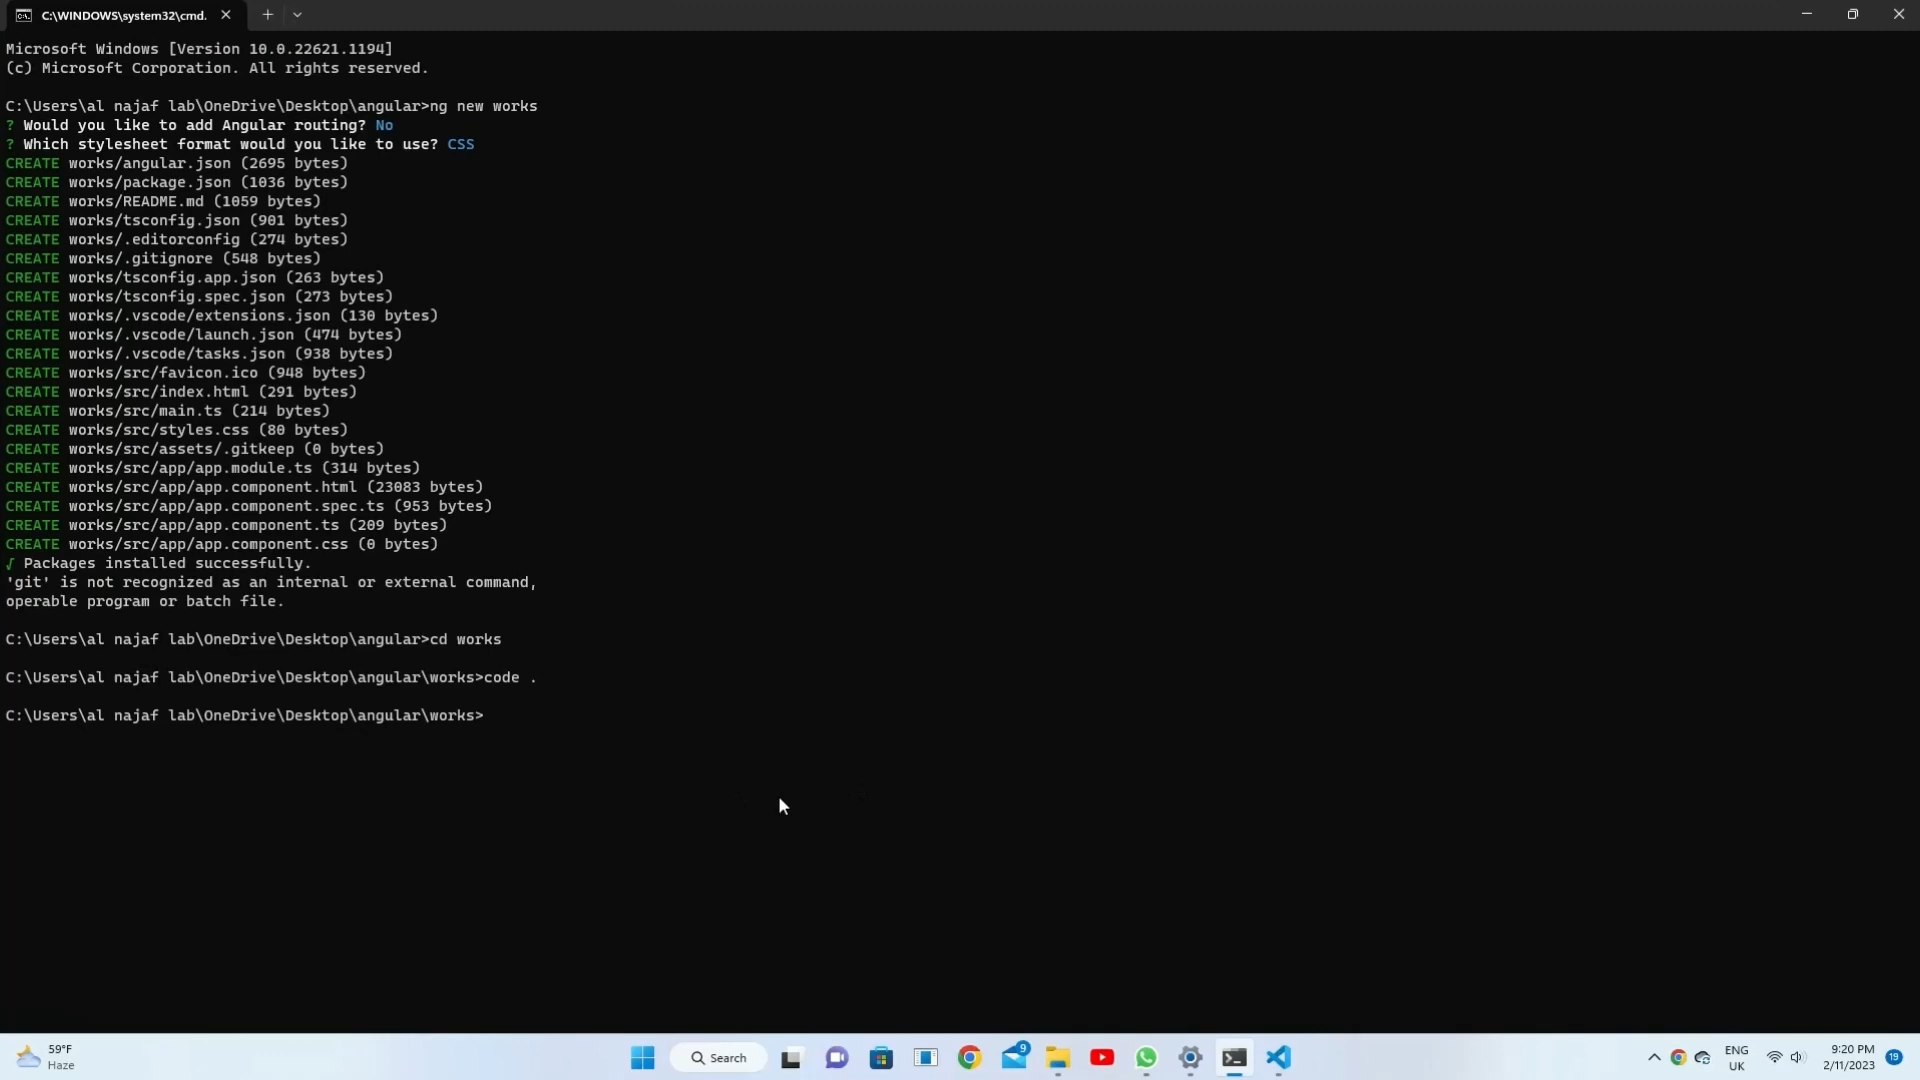 C:\WINDOWS\system32\cmd.
Microsoft Windows [Version 10.0.22621.1194]
(c) Microsoft Corporation. All rights reserved.
C:\Users\al najaf lab\OneDrive\Desktop\angular>ng new works
? Would you like to add Angular routing? No
? Which stylesheet format would you like to use? CSS
CREATE works/angular.json (2695 bytes)
CREATE works/package.json (1036 bytes)
CREATE works/README.md (1059 bytes)
CREATE works/tsconfig.json (901 bytes)
CREATE works/.editorconfig (274 bytes)
CREATE works/.gitignore (548 bytes)
CREATE works/tsconfig.app.json (263 bytes)
CREATE works/tsconfig.spec.json (273 bytes)
CREATE works/.vscode/extensions.json (130 bytes)
CREATE works/.vscode/launch.json (474 bytes)
CREATE works/.vscode/tasks.json (938 bytes)
CREATE works/src/favicon.ico (948 bytes)
CREATE works/src/index.html (291 bytes)
CREATE works/src/main.ts (214 bytes)
CREATE works/src/styles.css (80 bytes)
CREATE works/src/assets/.gitkeep (0 bytes)
CREATE works/src/app/app.module.ts (314 bytes)
CREATE works/src/app/app.component.html (23083 bytes)
CREATE works/src/app/app.component.spec.ts (953 bytes)
CREATE works/src/app/app.component.ts (209 bytes)
CREATE works/src/app/app.component.css (0 bytes)
√ Packages installed successfully.
'git' is not recognized as an internal or external command,
operable program or batch file.
C:\Users\al najaf lab\OneDrive\Desktop\angular>cd works
C:\Users\al najaf lab\OneDrive\Desktop\angular\works>code .
C:\Users\al najaf lab\OneDrive\Desktop\angular\works>
59°F
Haze
Search
9
ENG
UK
9:20 PM
2/11/2023
19